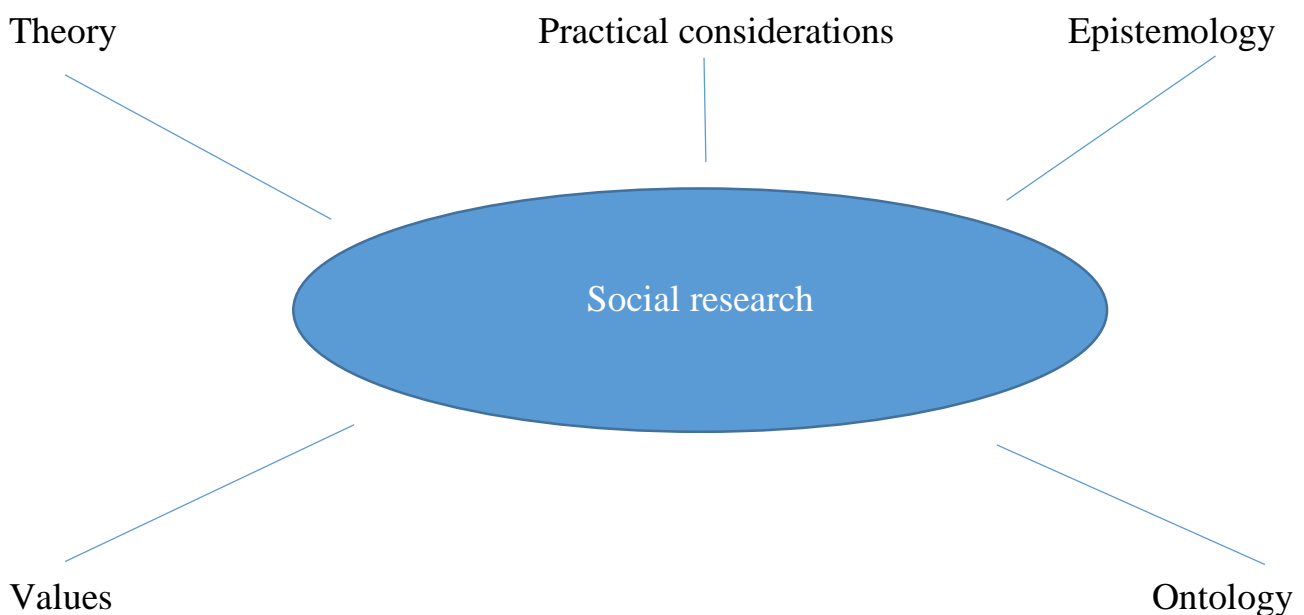 Theory
Practical considerations
Epistemology
Social research
Values
Ontology